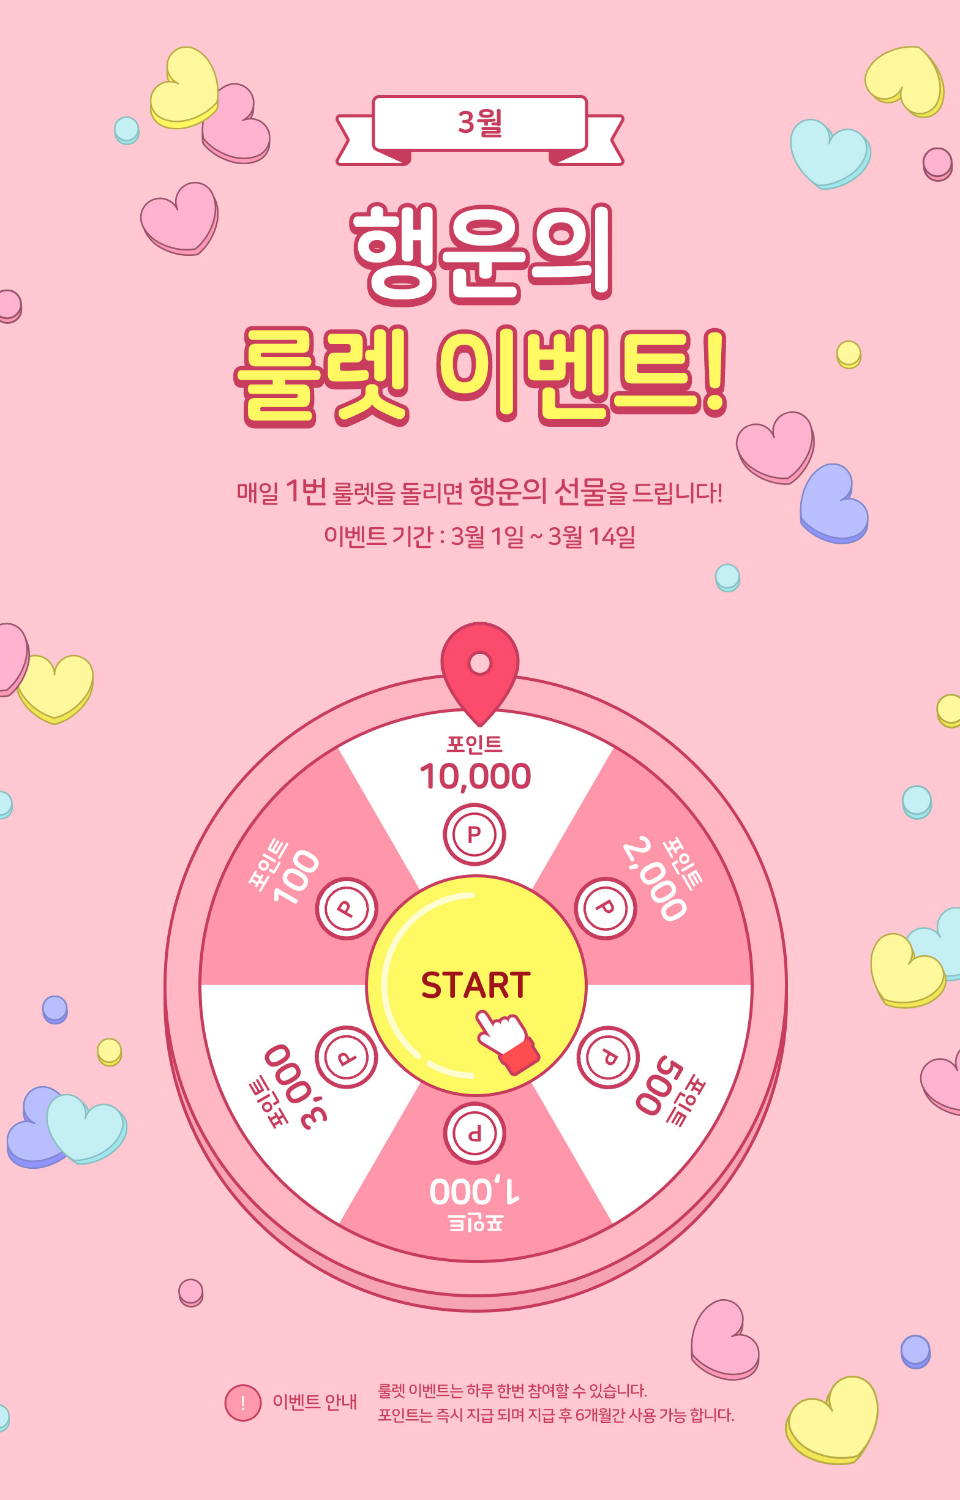 3월
행운의
룰렛 이벤트!
매일 1번 룰렛을 돌리면 행운의 선물을 드립니다!
이벤트 기간 : 3월 1일 ~ 3월 14일
포인트
10,000
P
포인트
2,000
P
포인트
500
P
포인트
1,000
P
포인트
3,000
P
포인트
100
P
START
! 이벤트 안내
룰렛 이벤트는 하루 한번 참여할 수 있습니다.
포인트는 즉시 지급 되며 지급 후 6개월간 사용 가능 합니다.